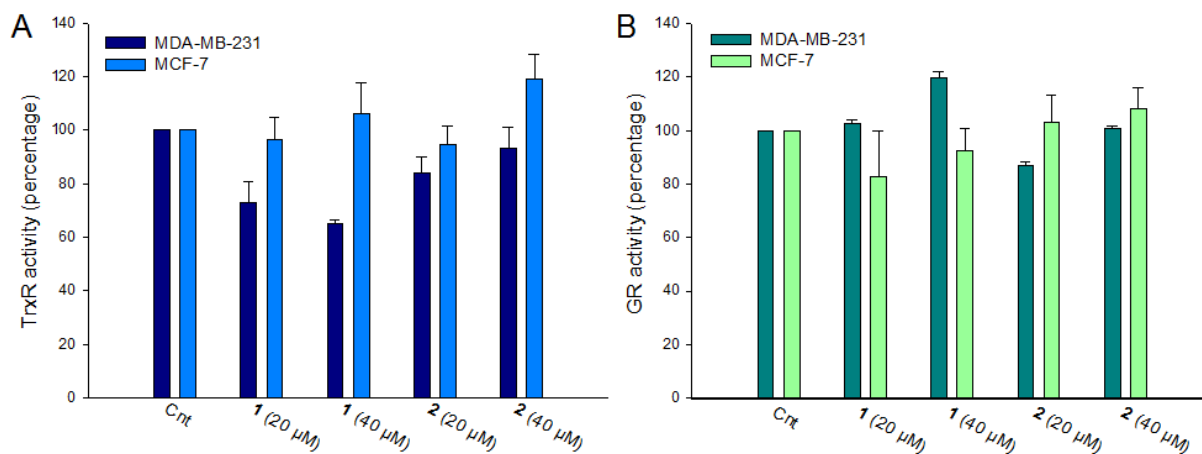 A
MDA-MB-231
MCF-7
TrxR activity (percentage)
140
120
100
80
60
40
20
0
Cnt
1 (20 µM)
1 (40 µM)
2 (20 µM)
2 (40 µM)
B
MDA-MB-231
MCF-7
GR activity (percentage)
140
120
100
80
60
40
20
0
Cnt
1 (20 µM)
1 (40 µM)
2 (20 µM)
2 (40 µM)